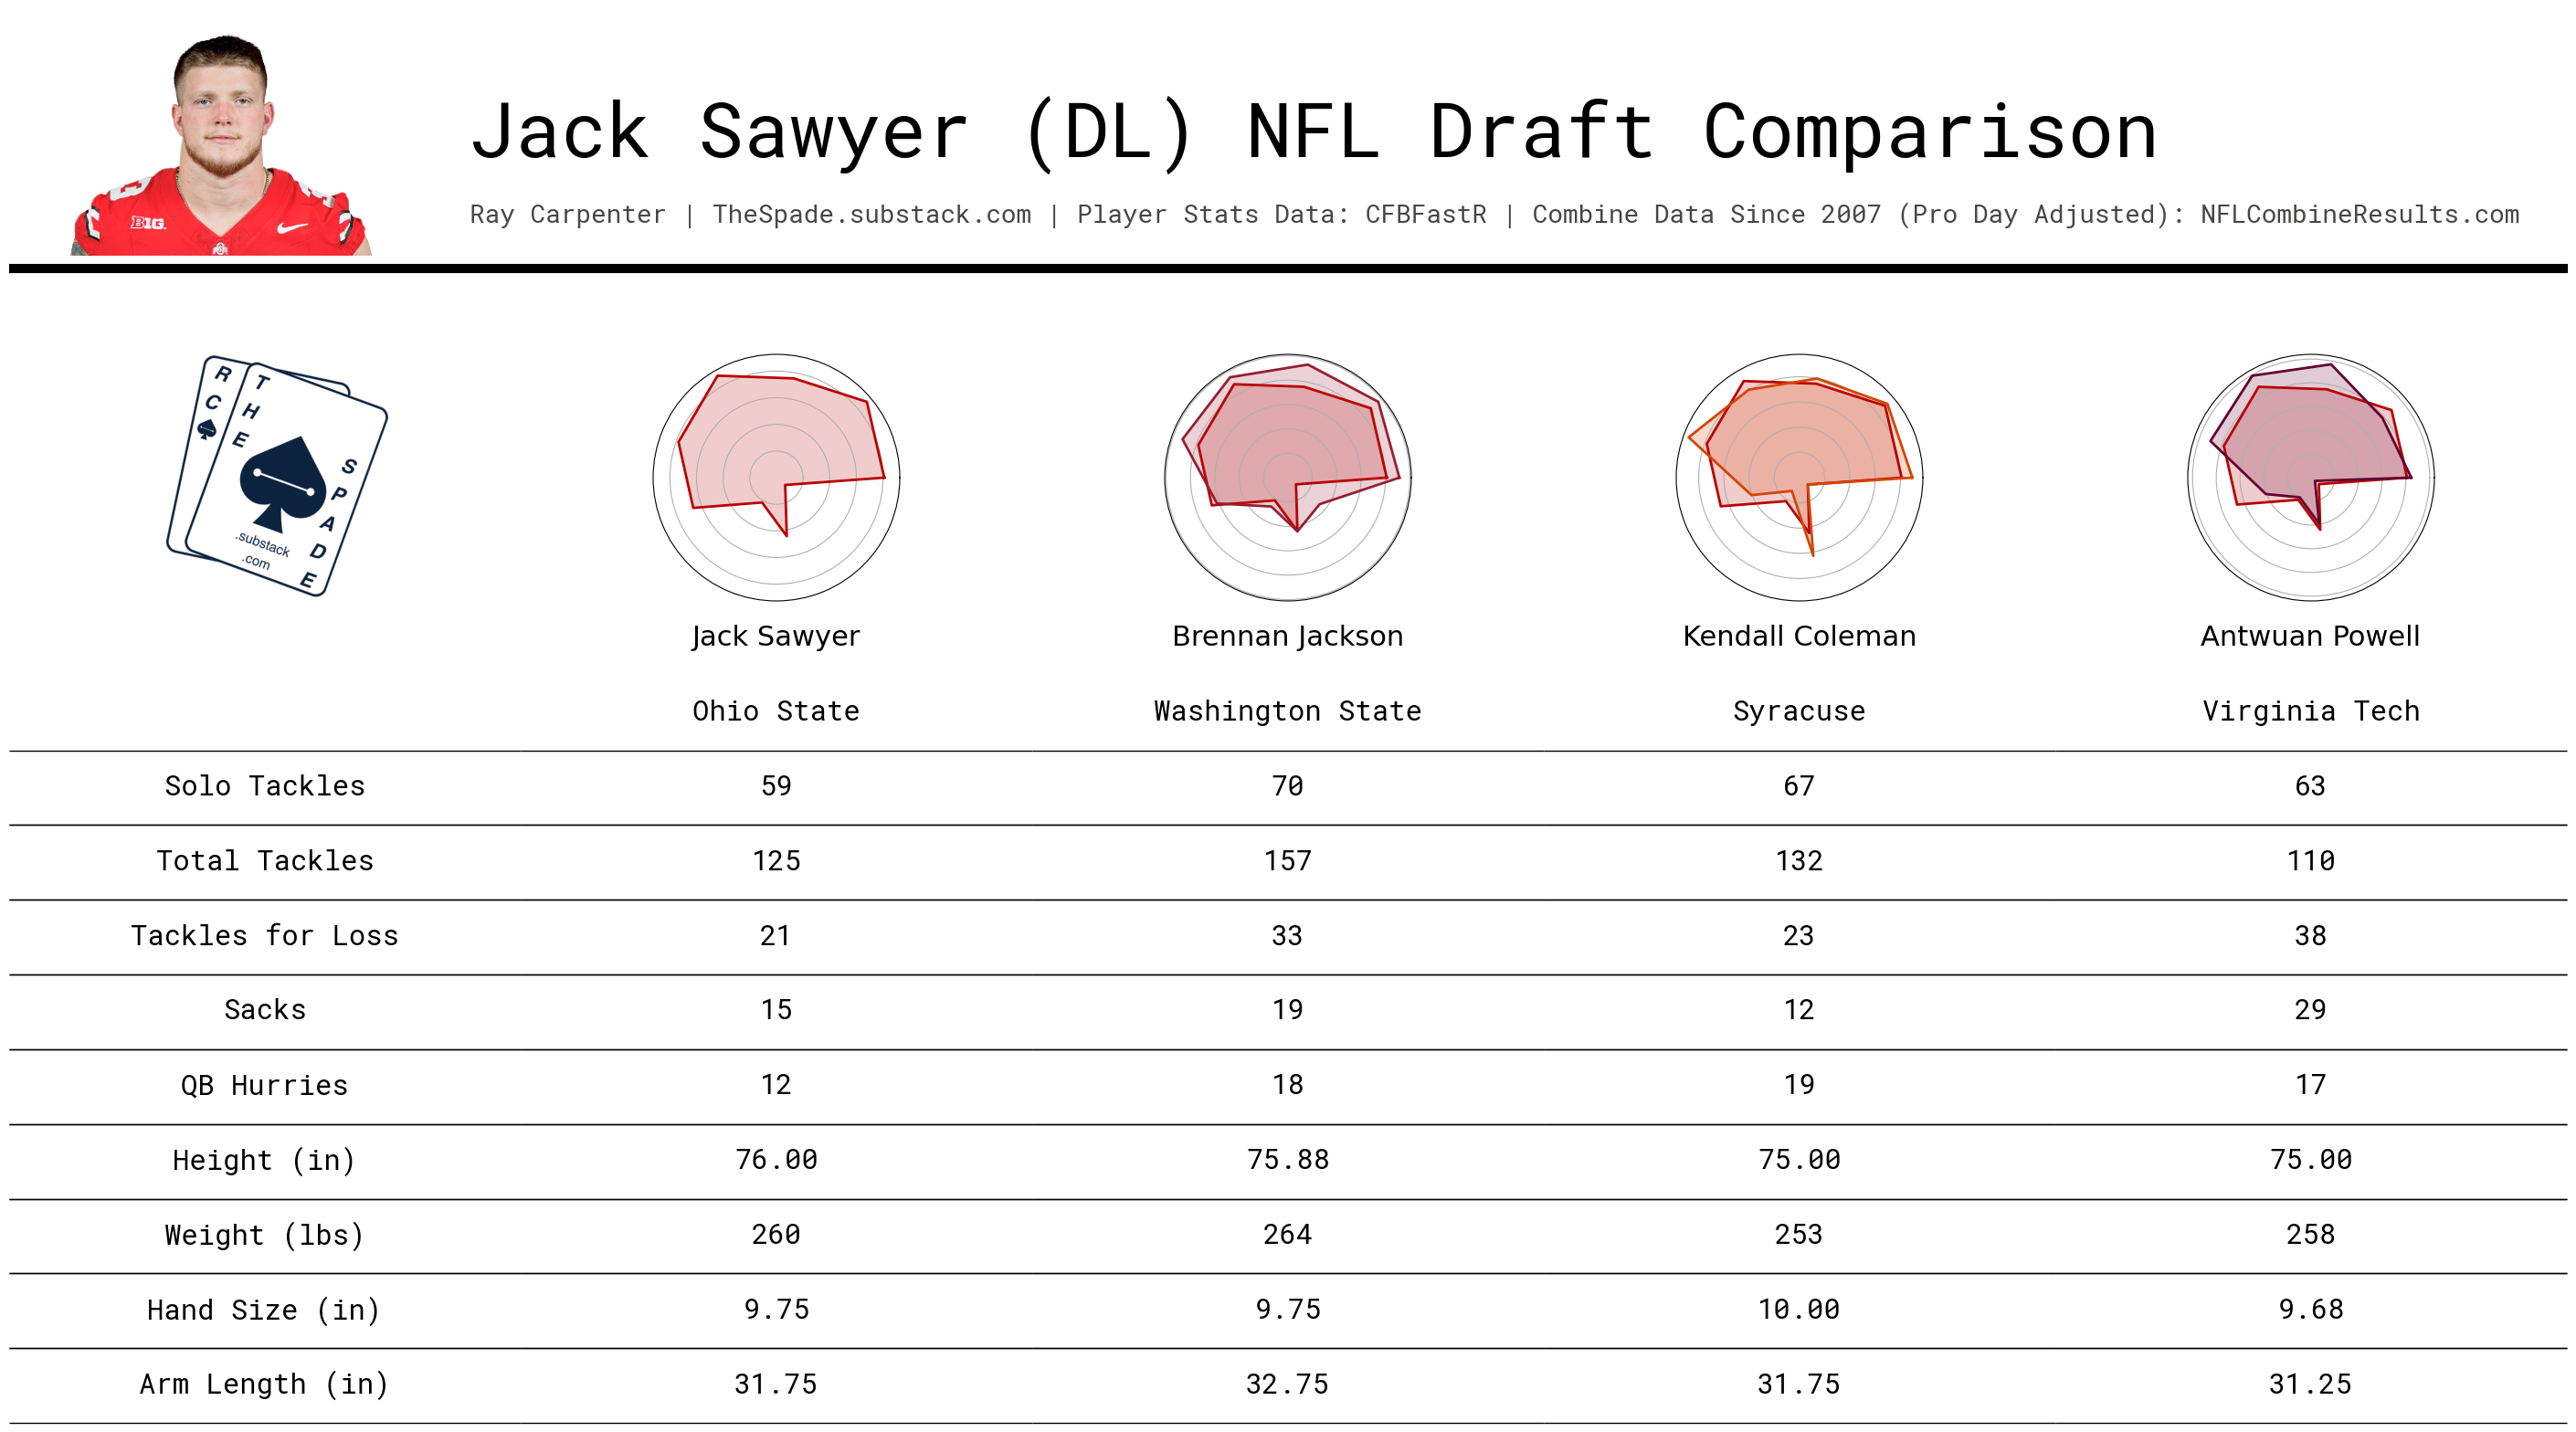 Jack Sawyer (DL) NFL Draft Comparison
Ray Carpenter | TheSpade.substack.com | Player Stats Data: CFBFastR | Combine Data Since 2007 (Pro Day Adjusted): NFLCombineResults.com
BIG
RC
THE
SPADE
.substack
.com
Jack Sawyer Brennan Jackson Kendall Coleman Antwuan Powell
Ohio State Washington State Syracuse Virginia Tech
Solo Tackles 59 70 67 63
Total Tackles 125 157 132 110
Tackles for Loss 21 33 23 38
Sacks 15 19 12 29
QB Hurries 12 18 19 17
Height (in) 76.00 75.88 75.00 75.00
Weight (lbs) 260 264 253 258
Hand Size (in) 9.75 9.75 10.00 9.68
Arm Length (in) 31.75 32.75 31.75 31.25